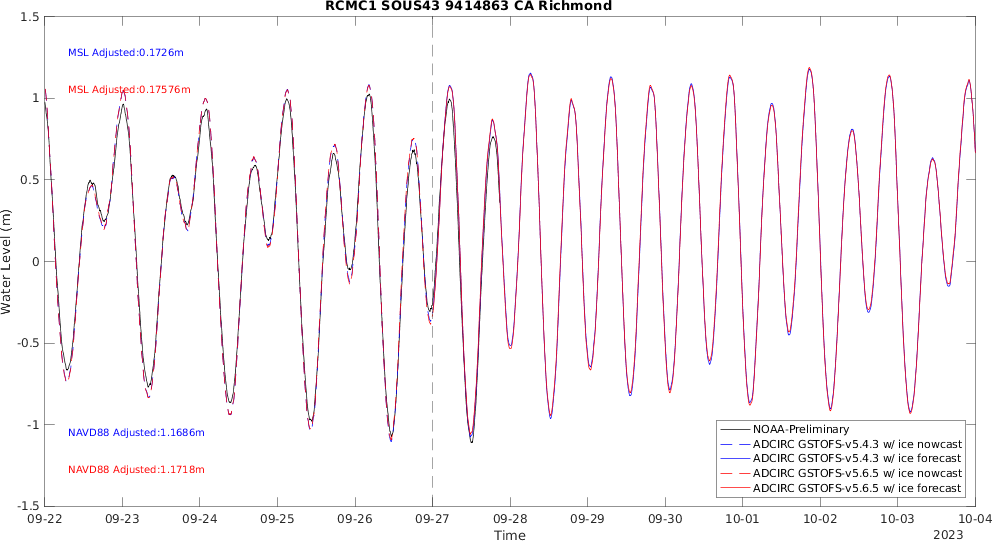 RCMC1 SOUS43 9414863 CA Richmond
1.5
1
0.5
0
-0.5
-1
-1.5
Water Level (m)
MSL Adjusted:0.1726m
MSL Adjusted:0.17576m
NAVD88 Adjusted:1.1686m
NAVD88 Adjusted:1.1718m
NOAA-Preliminary
ADCIRC GSTOFS-v5.4.3 w/ ice nowcast
ADCIRC GSTOFS-v5.4.3 w/ ice forecast
ADCIRC GSTOFS-v5.6.5 w/ ice nowcast
ADCIRC GSTOFS-v5.6.5 w/ ice forecast
09-22 09-23 09-24 09-25 09-26 09-27 09-28 09-29 09-30 10-01 10-02 10-03 10-04
Time
2023